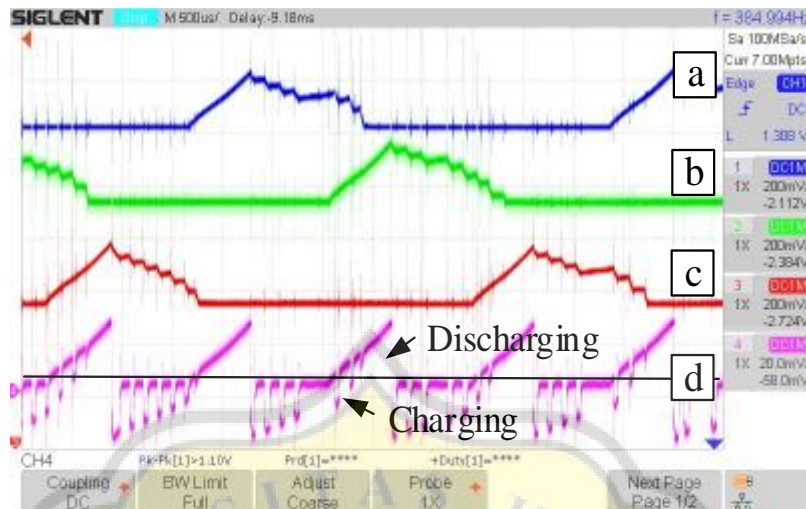 SIGLENT Stop M 500us/ Delay:-9.18ms f = 384.994Hz
Sa 100MSa/s
Curr 7.00Mpts
Edge CH1
DC
L 1.308 V
a
b
c
d
1 DC1M
1X 200mV/
-2.112V
2 DC1M
1X 200mV/
-2.384V
3 DC1M
1X 200mV/
-2.724V
4 DC1M
1X 20.0mV/
-58.0mV
Discharging
Charging
CH4 Pk-Pk[1]>1.10V Prd[1]=**** +Duty[1]=****
Coupling BW Limit Adjust Probe Next Page
DC Full Coarse 1X Page 1/2